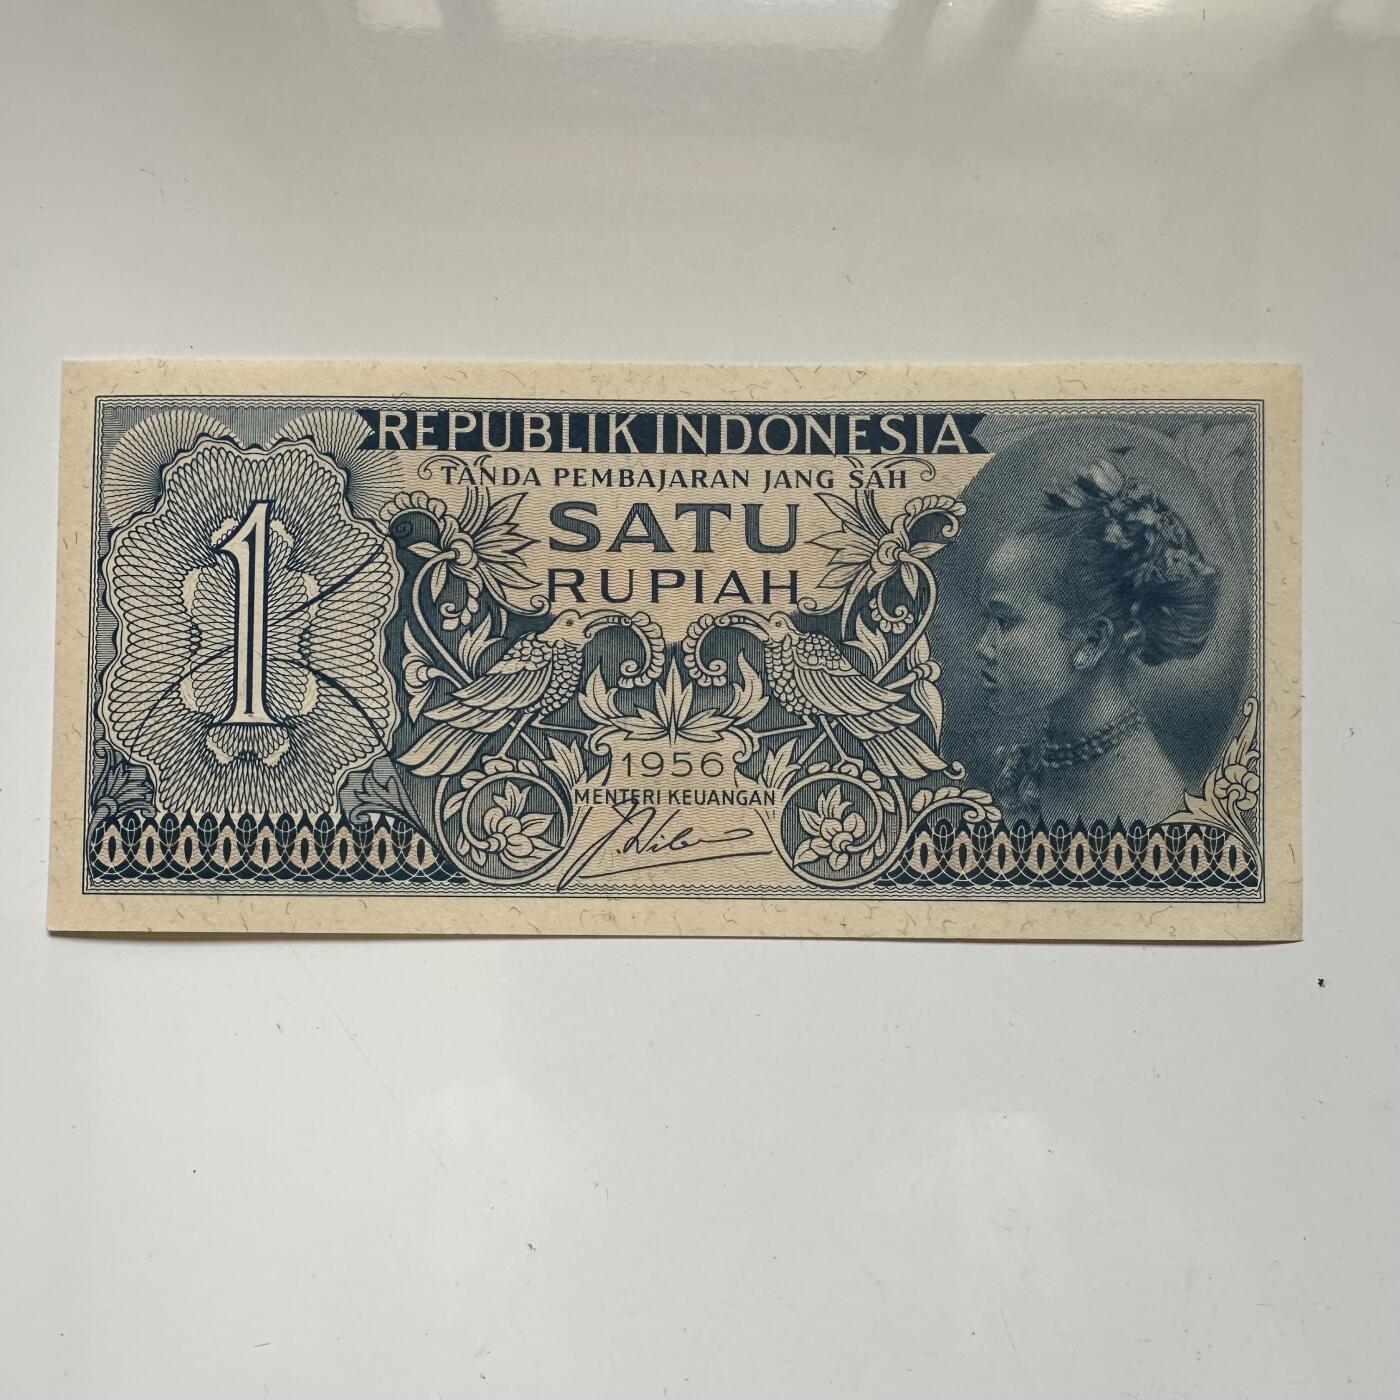 REPUBLIK INDONESIA
TANDA PEMBAJARAN JANG SAH
SATU
RUPIAH
1
1956
MENTERI KEUANGAN